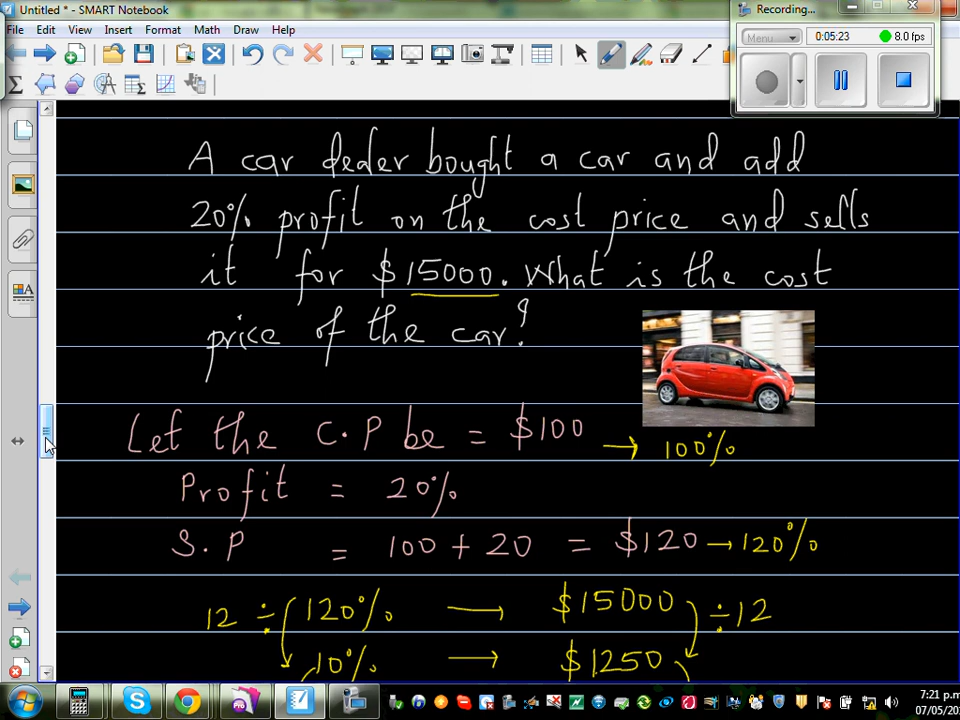 Untitled * - SMART Notebook
Recording...
File Edit View Insert Format Math Draw Help
Menu 0:05:23 8.0 fps
A car dealer bought a car and add
20% profit on the cost price and sells
it for $15000. What is the cost
price of the car?
Let the C.P be = $100 → 100%
Profit = 20%
S.P = 100 + 20 = $120 → 120%
12 ÷ 120% → $15000 ÷12
10% → $1250
7:21 p.m
07/05/20